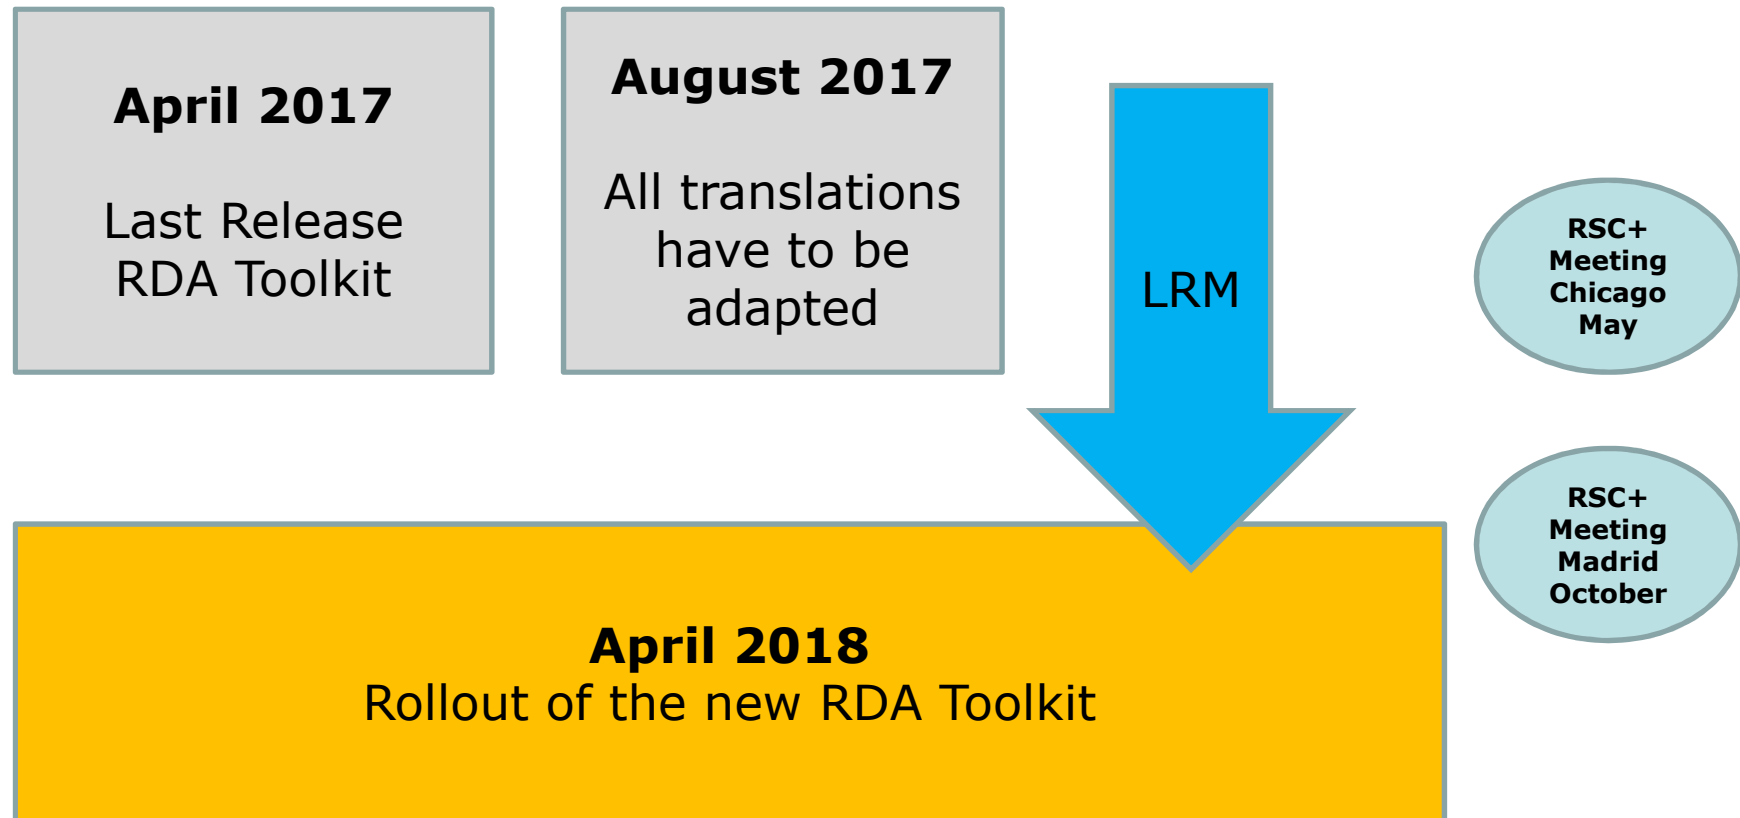 April 2017
Last Release
RDA Toolkit
August 2017
All translations
have to be
adapted
LRM
RSC+
Meeting
Chicago
May
RSC+
Meeting
Madrid
October
April 2018
Rollout of the new RDA Toolkit